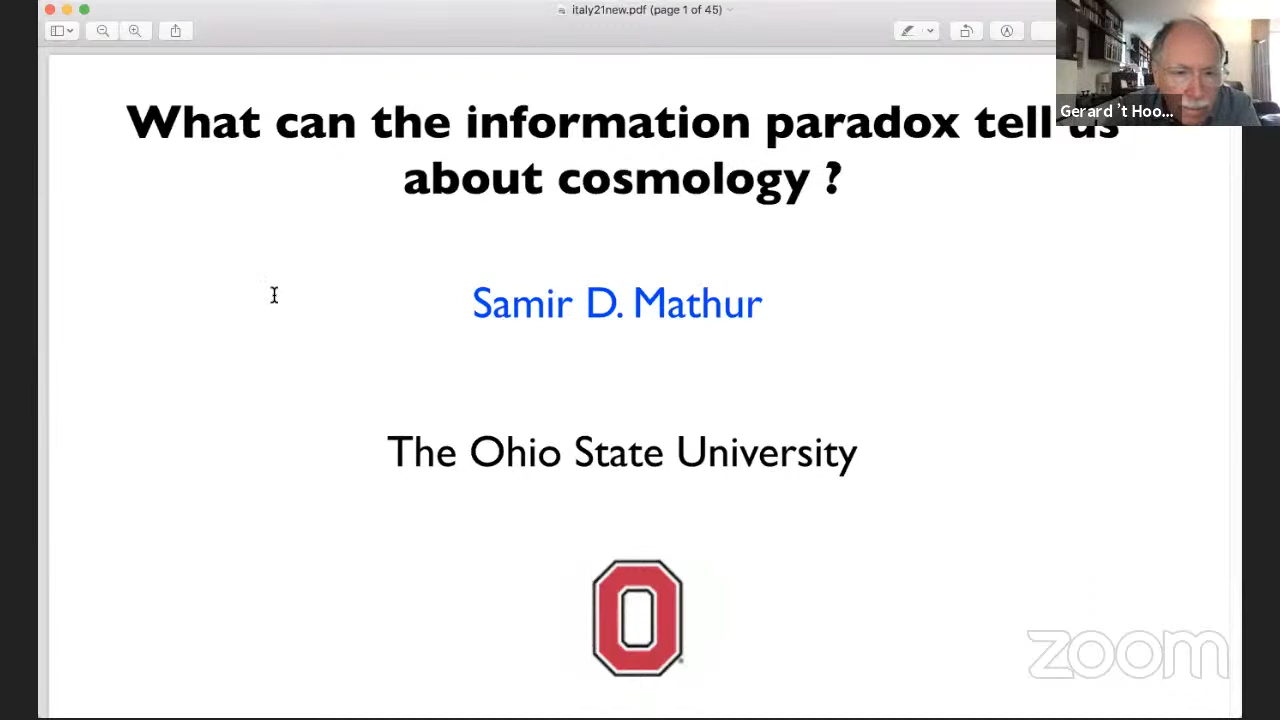 italy21new.pdf (page 1 of 45)
Gerard 't Hoo...
What can the information paradox tell us
about cosmology ?
Samir D. Mathur
The Ohio State University
O
zoom